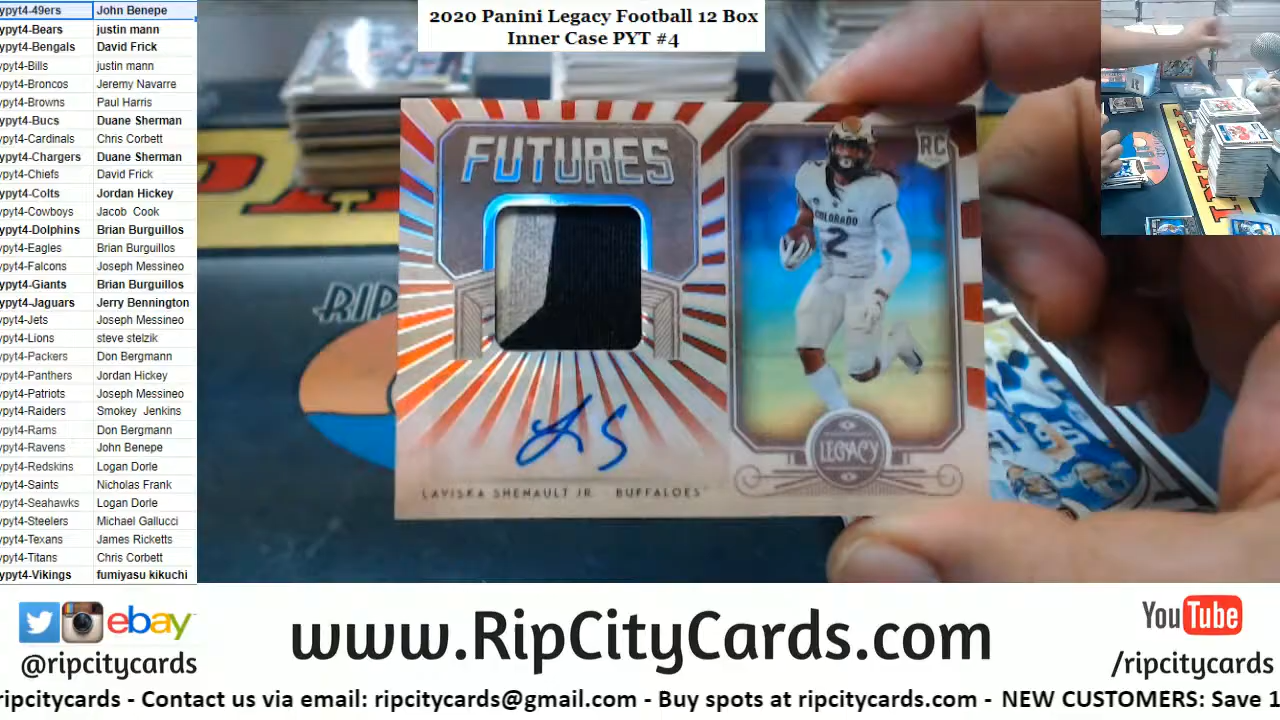 ypyt4-49ers John Benepe
ypyt4-Bears justin mann
ypyt4-Bengals David Frick
ypyt4-Bills justin mann
ypyt4-Broncos Jeremy Navarre
ypyt4-Browns Paul Harris
ypyt4-Bucs Duane Sherman
ypyt4-Cardinals Chris Corbett
ypyt4-Chargers Duane Sherman
ypyt4-Chiefs David Frick
ypyt4-Colts Jordan Hickey
ypyt4-Cowboys Jacob Cook
ypyt4-Dolphins Brian Burguillos
ypyt4-Eagles Brian Burguillos
ypyt4-Falcons Joseph Messineo
ypyt4-Giants Brian Burguillos
ypyt4-Jaguars Jerry Bennington
ypyt4-Jets Joseph Messineo
ypyt4-Lions steve stelzik
ypyt4-Packers Don Bergmann
ypyt4-Panthers Jordan Hickey
ypyt4-Patriots Joseph Messineo
ypyt4-Raiders Smokey Jenkins
ypyt4-Rams Don Bergmann
ypyt4-Ravens John Benepe
ypyt4-Redskins Logan Dorle
ypyt4-Saints Nicholas Frank
ypyt4-Seahawks Logan Dorle
ypyt4-Steelers Michael Gallucci
ypyt4-Texans James Ricketts
ypyt4-Titans Chris Corbett
ypyt4-Vikings fumiyasu kikuchi
2020 Panini Legacy Football 12 Box
Inner Case PYT #4
FUTURES
RC
COLORADO
2
LEGACY
LS
LAVISKA SHENAULT JR. BUFFALOES
RIP
ebay
@ripcitycards
www.RipCityCards.com
YouTube
/ripcitycards
ripcitycards - Contact us via email: ripcitycards@gmail.com - Buy spots at ripcitycards.com - NEW CUSTOMERS: Save 1